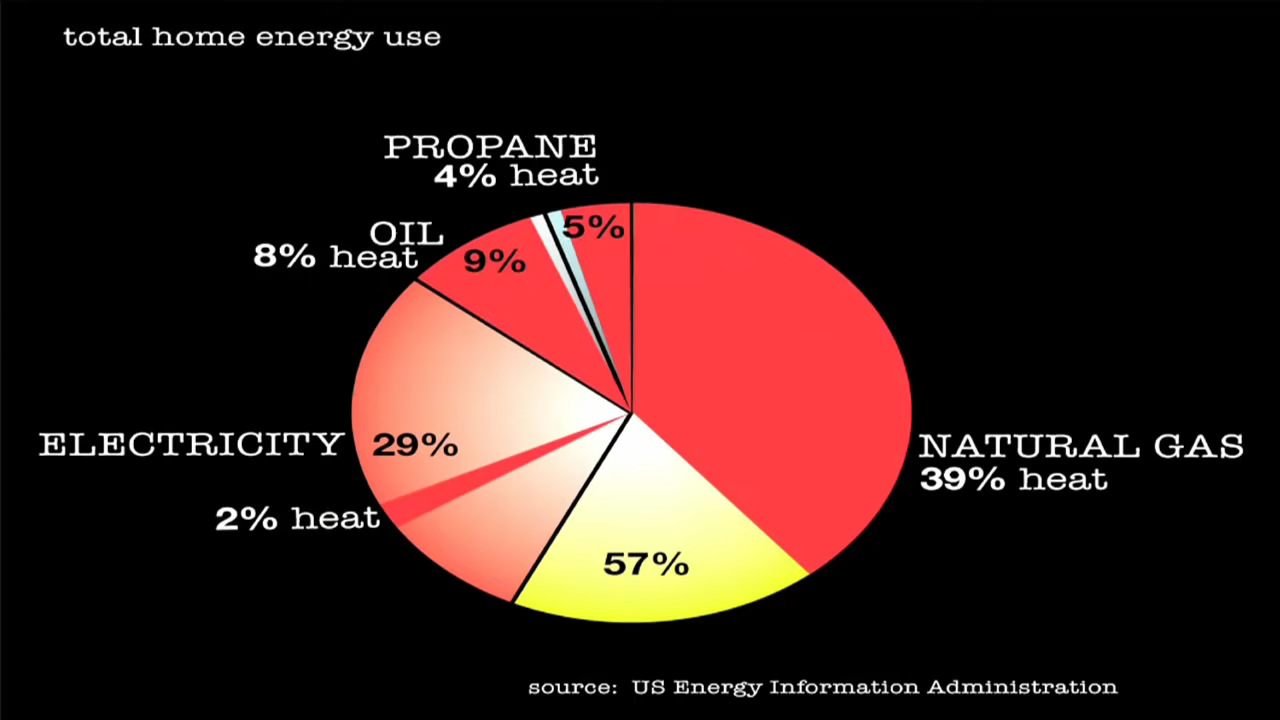 total home energy use
PROPANE
4% heat
5%
OIL
8% heat
9%
ELECTRICITY 29%
2% heat
NATURAL GAS
39% heat
57%
source: US Energy Information Administration